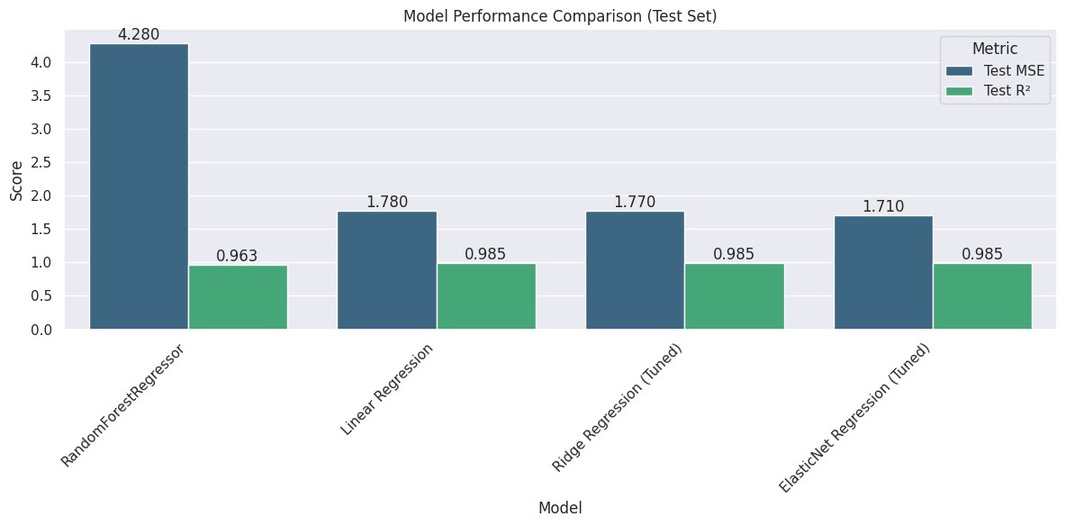 Model Performance Comparison (Test Set)
4.280
0.963
1.780
0.985
1.770
0.985
1.710
0.985
Metric
Test MSE
Test R²
Score
4.0
3.5
3.0
2.5
2.0
1.5
1.0
0.5
0.0
RandomForestRegressor
Linear Regression
Ridge Regression (Tuned)
ElasticNet Regression (Tuned)
Model